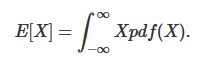 E[X] = ∫_{-∞}^{∞} Xpdf(X).